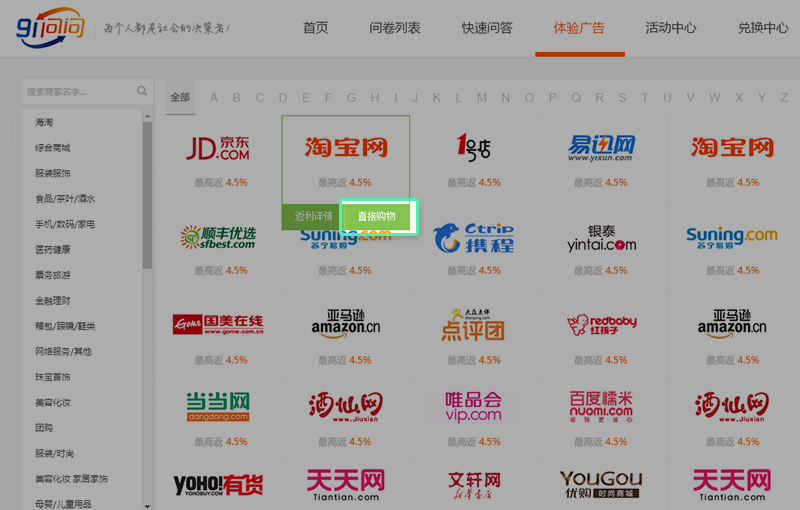 91问问 每个人都是社会的决策者!
首页 问卷列表 快速问答 体验广告 活动中心 兑换中心
搜索商家名字...
全部 A B C D E F G H I J K L M N O P Q R S T U V W X Y Z
海淘
综合商城
服装服饰
食品/茶叶/酒水
手机/数码/家电
医药健康
票务旅游
金融理财
箱包/眼镜/鞋类
网络服务/其他
珠宝首饰
美容化妆
团购
服装/时尚
美容化妆 家居家饰
母婴/儿童用品
JD 京东 .COM 淘宝网 1号店 易迅网 www.yixun.com 淘宝网
最高返 4.5% 最高返 4.5% 最高返 4.5% 最高返 4.5% 最高返 4.5%
返利详情 直接购物
顺丰优选 sfbest.com Suning.com 苏宁易购 Ctrip 携程 银泰 yintai.com Suning.com 苏宁易购
最高返 4.5% 最高返 4.5% 最高返 4.5% 最高返 4.5% 最高返 4.5%
GOME 国美在线 www.gome.com.cn 亚马逊 amazon.cn 大众点评 dianping.com 点评团 redbaby 红孩子 亚马逊 amazon.cn
最高返 4.5% 最高返 4.5% 最高返 4.5% 最高返 4.5% 最高返 4.5%
当当网 dangdang.com 酒仙网 www.Jiuxian 唯品会 vip.com 百度糯米 nuomi.com 省钱更省心 酒仙网 www.Jiuxian
最高返 4.5% 最高返 4.5% 最高返 4.5% 最高返 4.5% 最高返 4.5%
YOHO!有货 YOHOBUY.COM 天天网 Tiantian.com 文轩网 新华书店 YOUGOU 优购 时尚商城 天天网 Tiantian.com